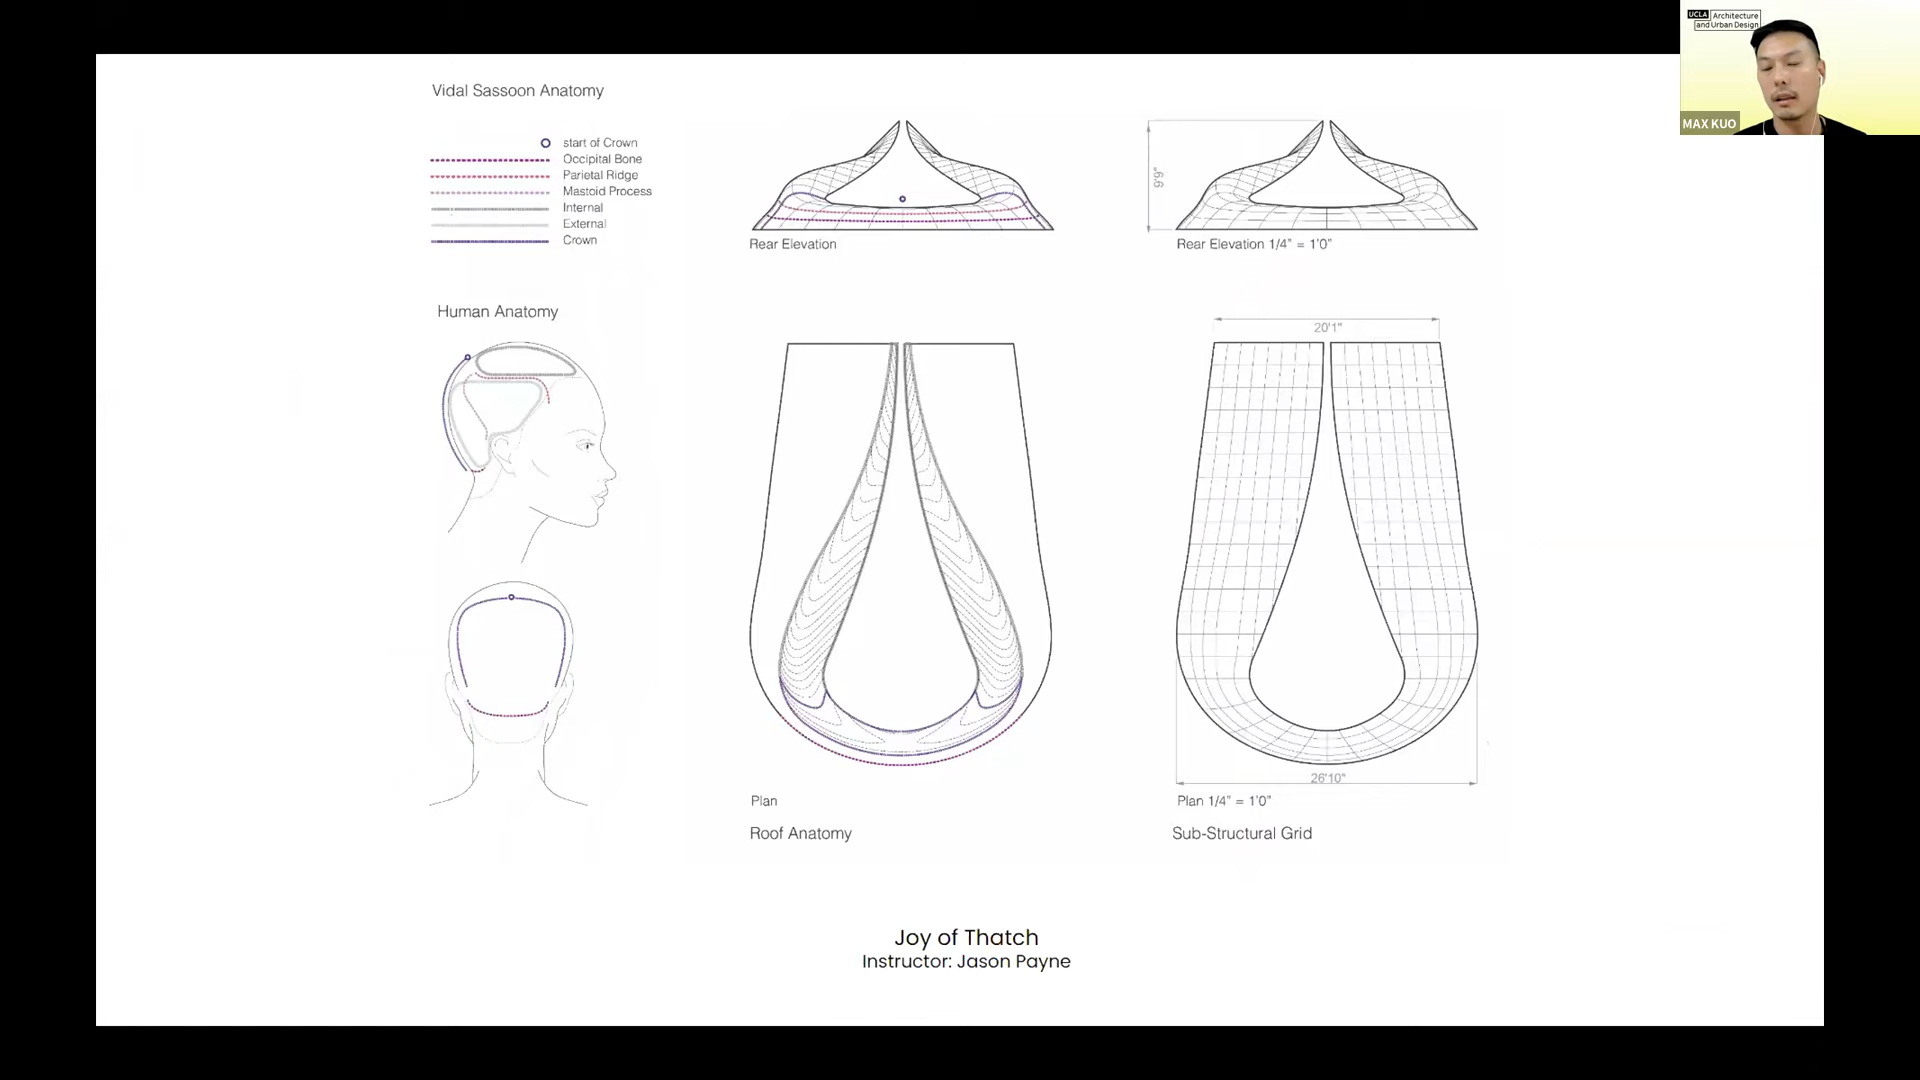 UCLA Architecture
and Urban Design
MAX KUO
Vidal Sassoon Anatomy
start of Crown
Occipital Bone
Parietal Ridge
Mastoid Process
Internal
External
Crown
Human Anatomy
Rear Elevation
Plan
Roof Anatomy
9'9"
Rear Elevation 1/4" = 1'0"
20'1"
26'10"
Plan 1/4" = 1'0"
Sub-Structural Grid
Joy of Thatch
Instructor: Jason Payne